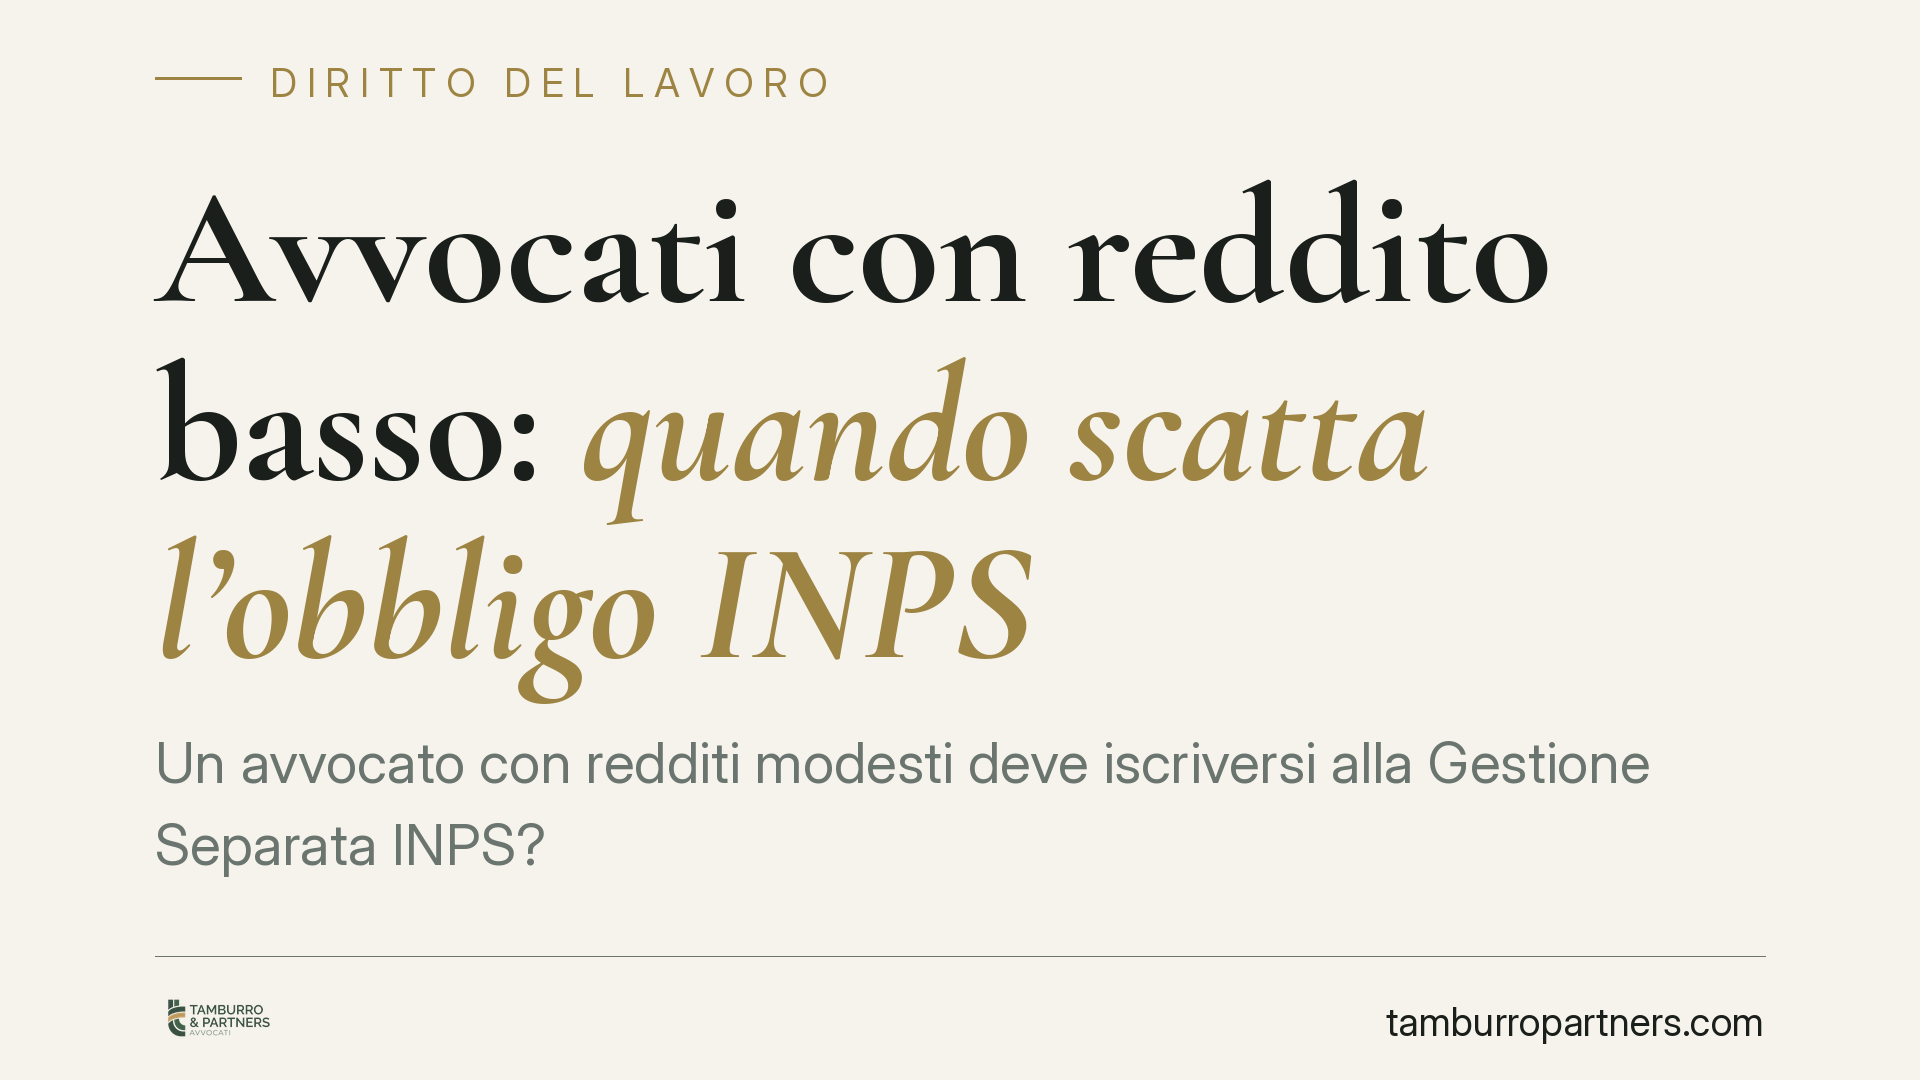 DIRITTO DEL LAVORO
Avvocati con reddito
basso: quando scatta
l’obbligo INPS
Un avvocato con redditi modesti deve iscriversi alla Gestione
Separata INPS?
TAMBURRO
& PARTNERS
AVVOCATI
tamburropartners.com